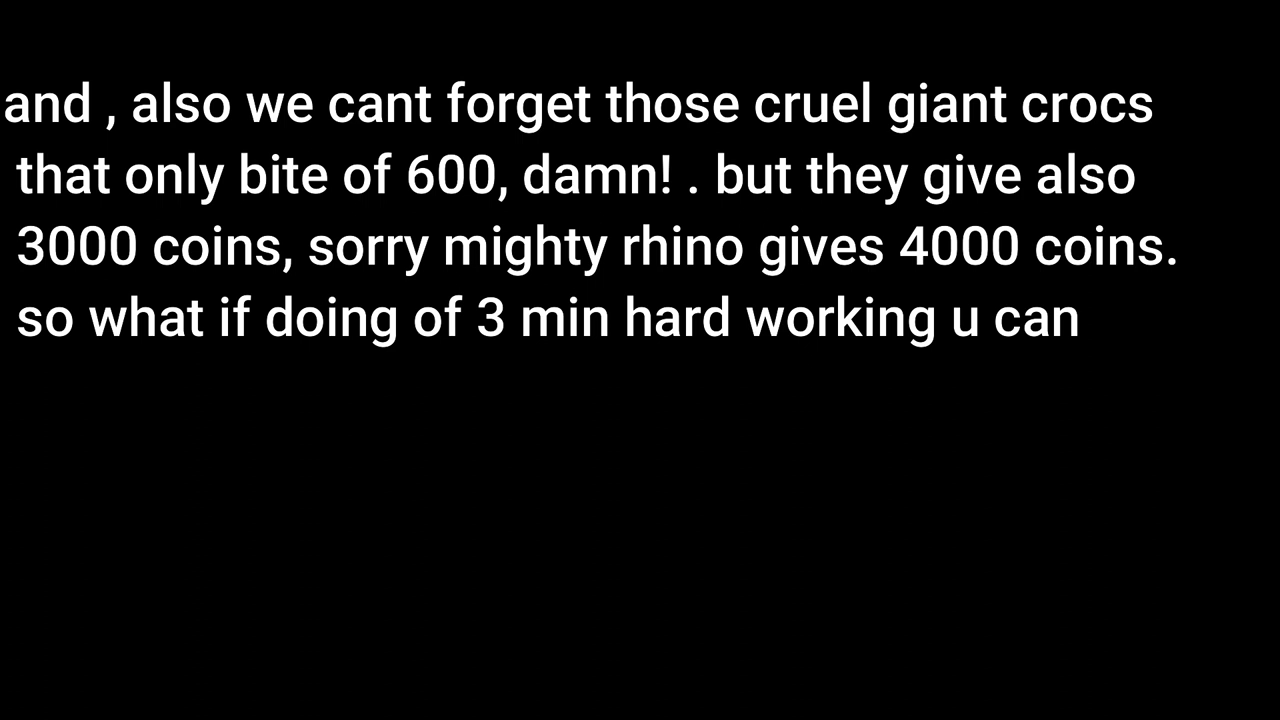 and , also we cant forget those cruel giant crocs
that only bite of 600, damn! . but they give also
3000 coins, sorry mighty rhino gives 4000 coins.
so what if doing of 3 min hard working u can